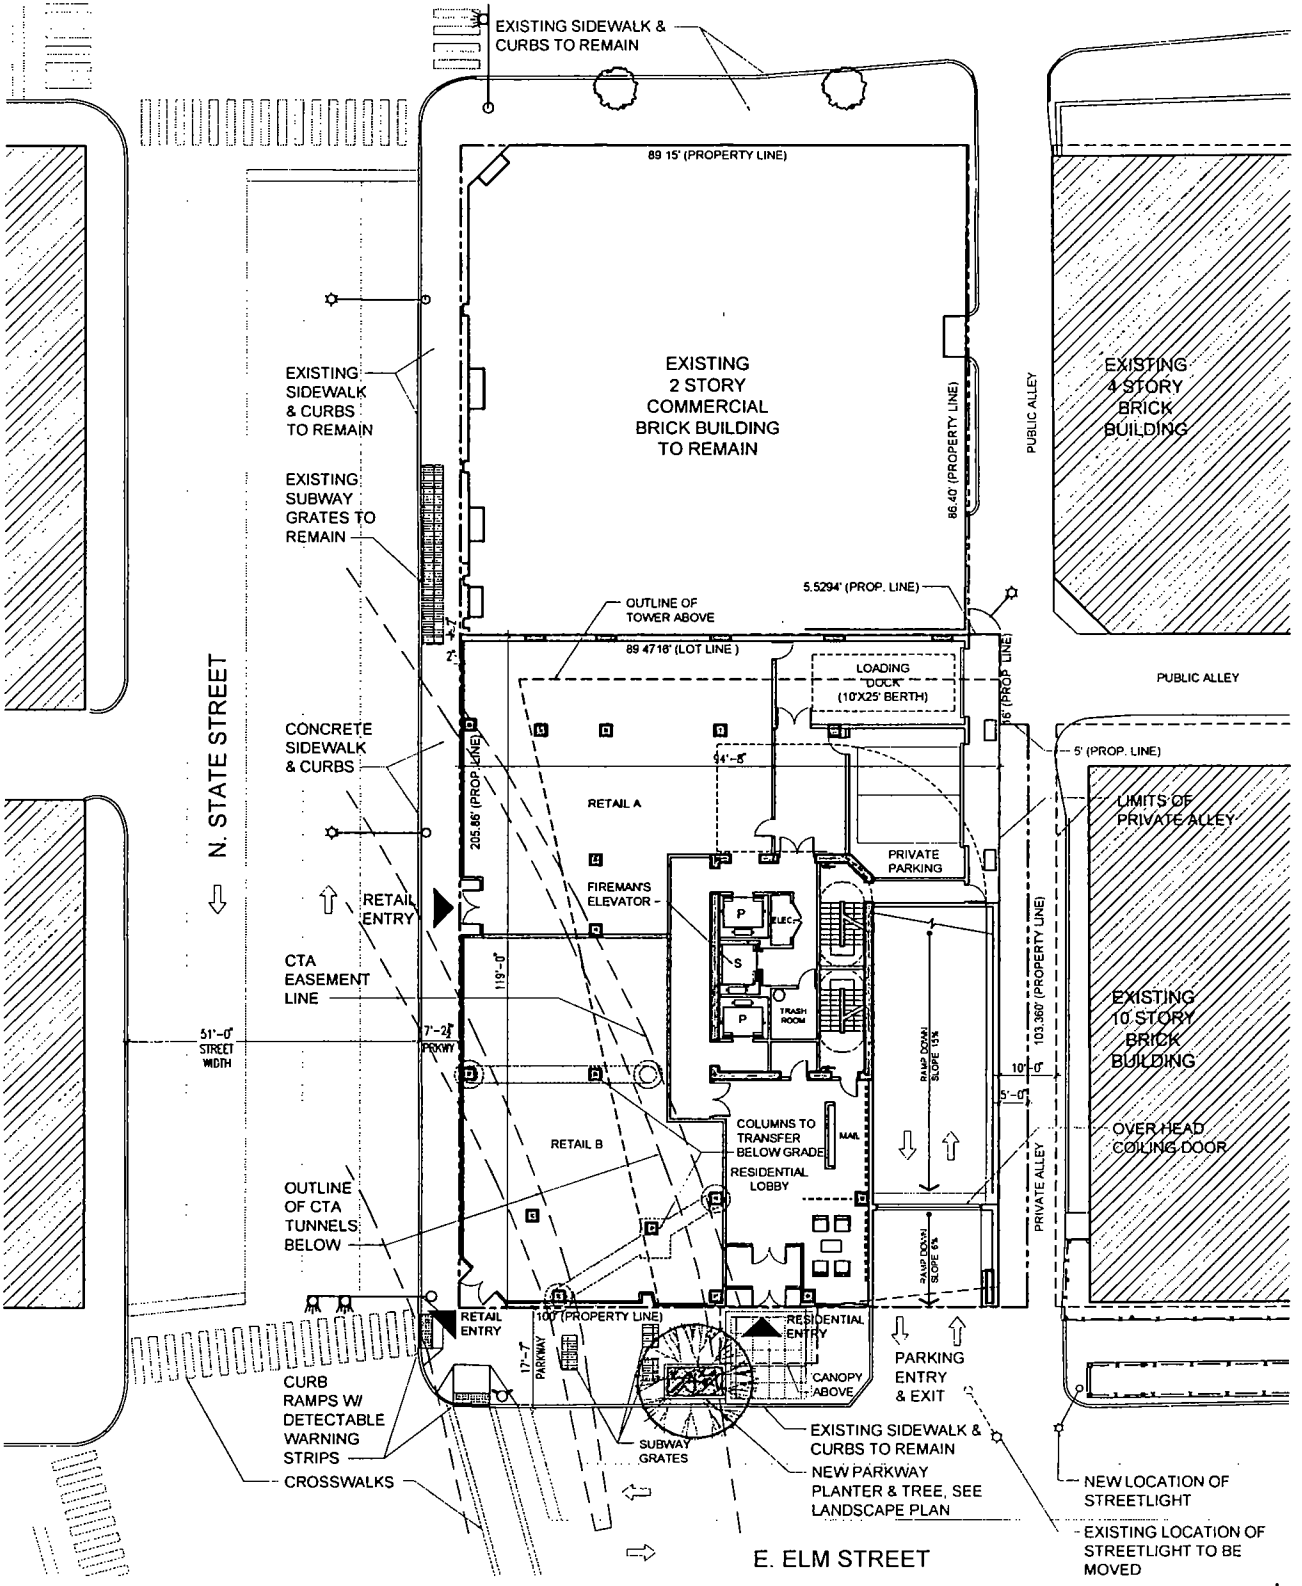 EXISTING SIDEWALK &
CURBS TO REMAIN
89 15' (PROPERTY LINE)
EXISTING
2 STORY
COMMERCIAL
BRICK BUILDING
TO REMAIN
EXISTING
4 STORY
BRICK
BUILDING
PUBLIC ALLEY
86.40' (PROPERTY LINE)
EXISTING
SIDEWALK
& CURBS
TO REMAIN
EXISTING
SUBWAY
GRATES TO
REMAIN
5.5294' (PROP. LINE)
OUTLINE OF
TOWER ABOVE
2"
89 4718' (LOT LINE )
LOADING
DOCK
(10'X25' BERTH)
16' (PROP. LINE)
PUBLIC ALLEY
N. STATE STREET
CONCRETE
SIDEWALK
& CURBS
205.86' (PROP. LINE)
94'-8"
5' (PROP. LINE)
RETAIL A
LIMITS OF
PRIVATE ALLEY
PRIVATE
PARKING
FIREMAN'S
ELEVATOR
RETAIL
ENTRY
P
ELEC.
S
P
TRASH
ROOM
CTA
EASEMENT
LINE
119'-0"
103.360' (PROPERTY LINE)
EXISTING
10 STORY
BRICK
BUILDING
51'-0"
STREET
WIDTH
PRKWY
RAMP DOWN
SLOPE 15%
10'-0"
5'-0"
COLUMNS TO
TRANSFER
BELOW GRADE
MAIL
RETAIL B
RESIDENTIAL
LOBBY
OVER HEAD
COILING DOOR
PRIVATE ALLEY
OUTLINE
OF CTA
TUNNELS
BELOW
RAMP DOWN
SLOPE 6%
RETAIL
ENTRY
100' (PROPERTY LINE)
RESIDENTIAL
ENTRY
17'-7"
PARKWAY
PARKING
ENTRY
& EXIT
CANOPY
ABOVE
CURB
RAMPS W/
DETECTABLE
WARNING
STRIPS
CROSSWALKS
SUBWAY
GRATES
EXISTING SIDEWALK &
CURBS TO REMAIN
NEW PARKWAY
PLANTER & TREE, SEE
LANDSCAPE PLAN
NEW LOCATION OF
STREETLIGHT
EXISTING LOCATION OF
STREETLIGHT TO BE
MOVED
E. ELM STREET